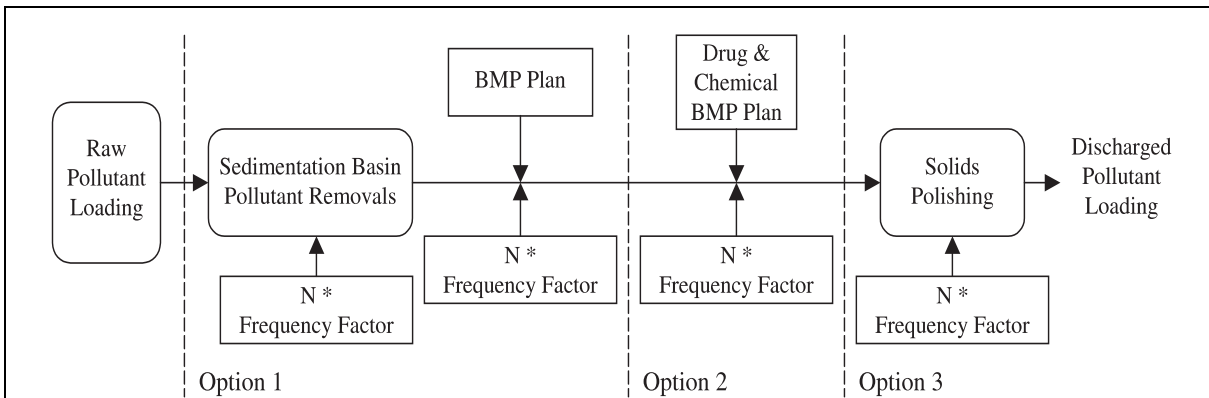 Raw
Pollutant
Loading
Sedimentation Basin
Pollutant Removals
N *
Frequency Factor
BMP Plan
N *
Frequency Factor
Option 1
Drug &
Chemical
BMP Plan
N *
Frequency Factor
Option 2
Solids
Polishing
N *
Frequency Factor
Option 3
Discharged
Pollutant
Loading